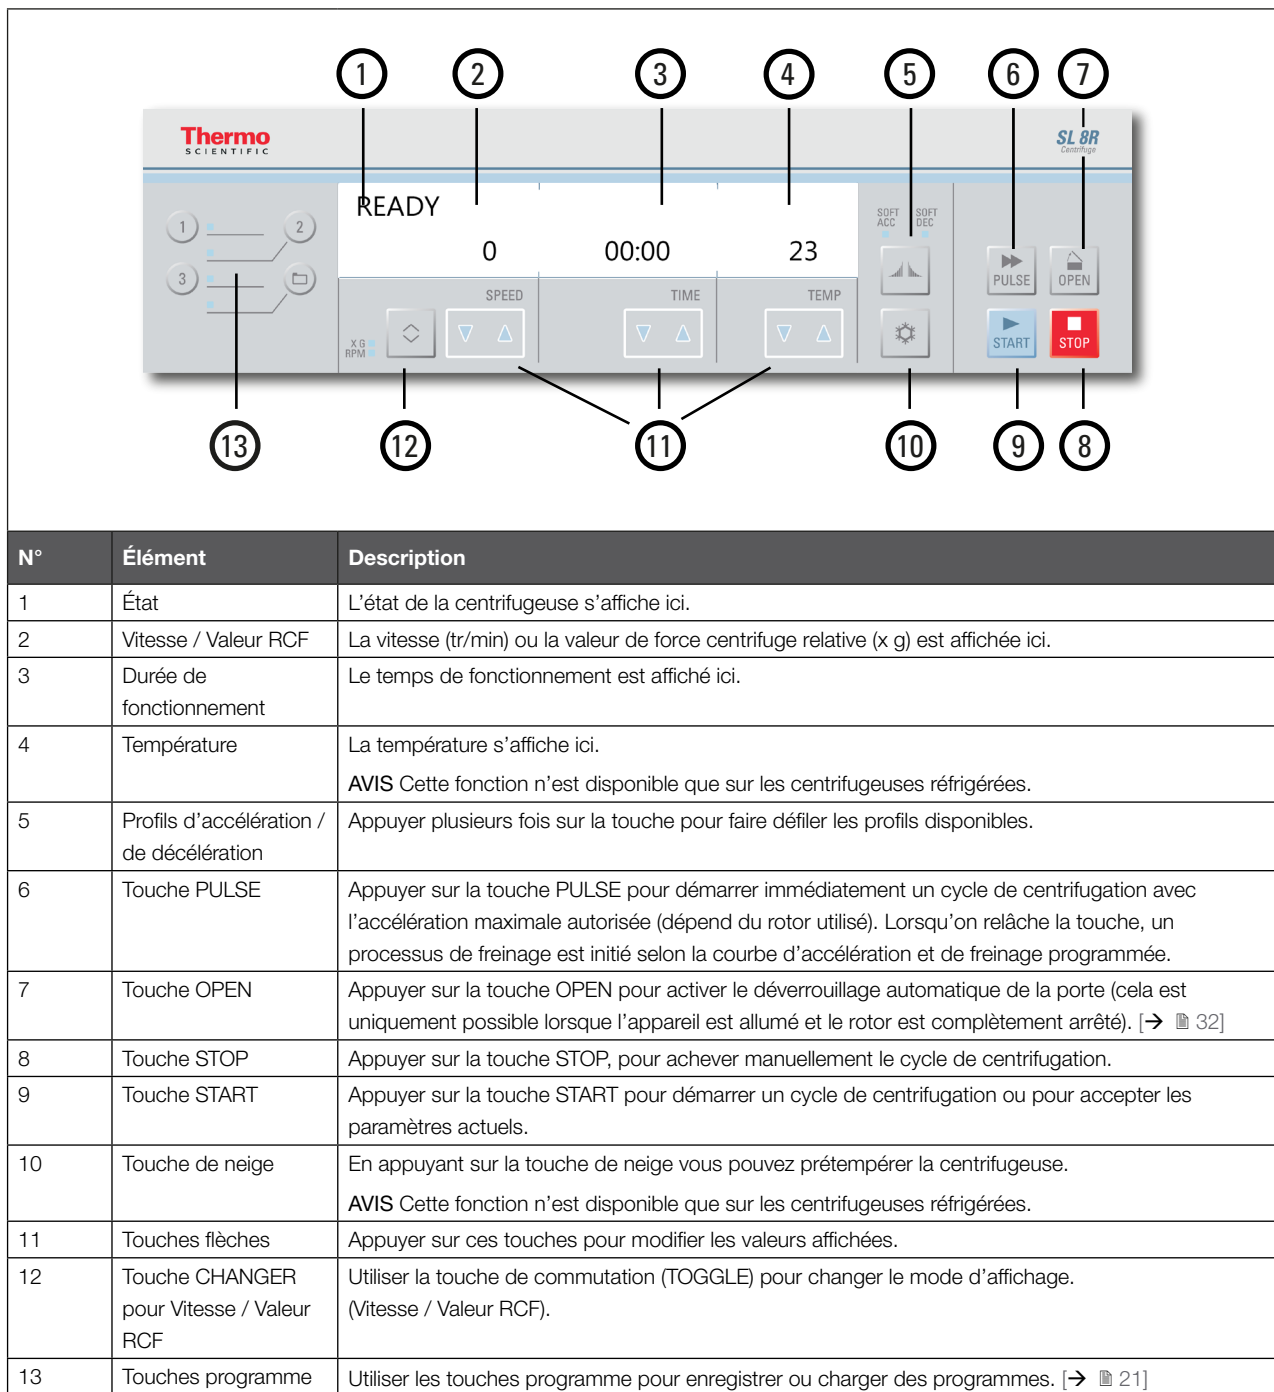 1 2 3 4 5 6 7
Thermo
SCIENTIFIC
SL 8R
Centrifuge
READY
0 00:00 23
1 2
3
SOFT ACC SOFT DEC
SPEED TIME TEMP
X G
RPM
PULSE OPEN
START STOP
13 12 11 10 9 8
N° Élément Description
1 État L’état de la centrifugeuse s’affiche ici.
2 Vitesse / Valeur RCF La vitesse (tr/min) ou la valeur de force centrifuge relative (x g) est affichée ici.
3 Durée de fonctionnement Le temps de fonctionnement est affiché ici.
4 Température La température s’affiche ici.
AVIS Cette fonction n’est disponible que sur les centrifugeuses réfrigérées.
5 Profils d’accélération / de décélération Appuyer plusieurs fois sur la touche pour faire défiler les profils disponibles.
6 Touche PULSE Appuyer sur la touche PULSE pour démarrer immédiatement un cycle de centrifugation avec
l’accélération maximale autorisée (dépend du rotor utilisé). Lorsqu’on relâche la touche, un
processus de freinage est initié selon la courbe d’accélération et de freinage programmée.
7 Touche OPEN Appuyer sur la touche OPEN pour activer le déverrouillage automatique de la porte (cela est
uniquement possible lorsque l’appareil est allumé et le rotor est complètement arrêté). [→ 32]
8 Touche STOP Appuyer sur la touche STOP, pour achever manuellement le cycle de centrifugation.
9 Touche START Appuyer sur la touche START pour démarrer un cycle de centrifugation ou pour accepter les
paramètres actuels.
10 Touche de neige En appuyant sur la touche de neige vous pouvez prétempérer la centrifugeuse.
AVIS Cette fonction n’est disponible que sur les centrifugeuses réfrigérées.
11 Touches flèches Appuyer sur ces touches pour modifier les valeurs affichées.
12 Touche CHANGER pour Vitesse / Valeur RCF Utiliser la touche de commutation (TOGGLE) pour changer le mode d’affichage.
(Vitesse / Valeur RCF).
13 Touches programme Utiliser les touches programme pour enregistrer ou charger des programmes. [→ 21]